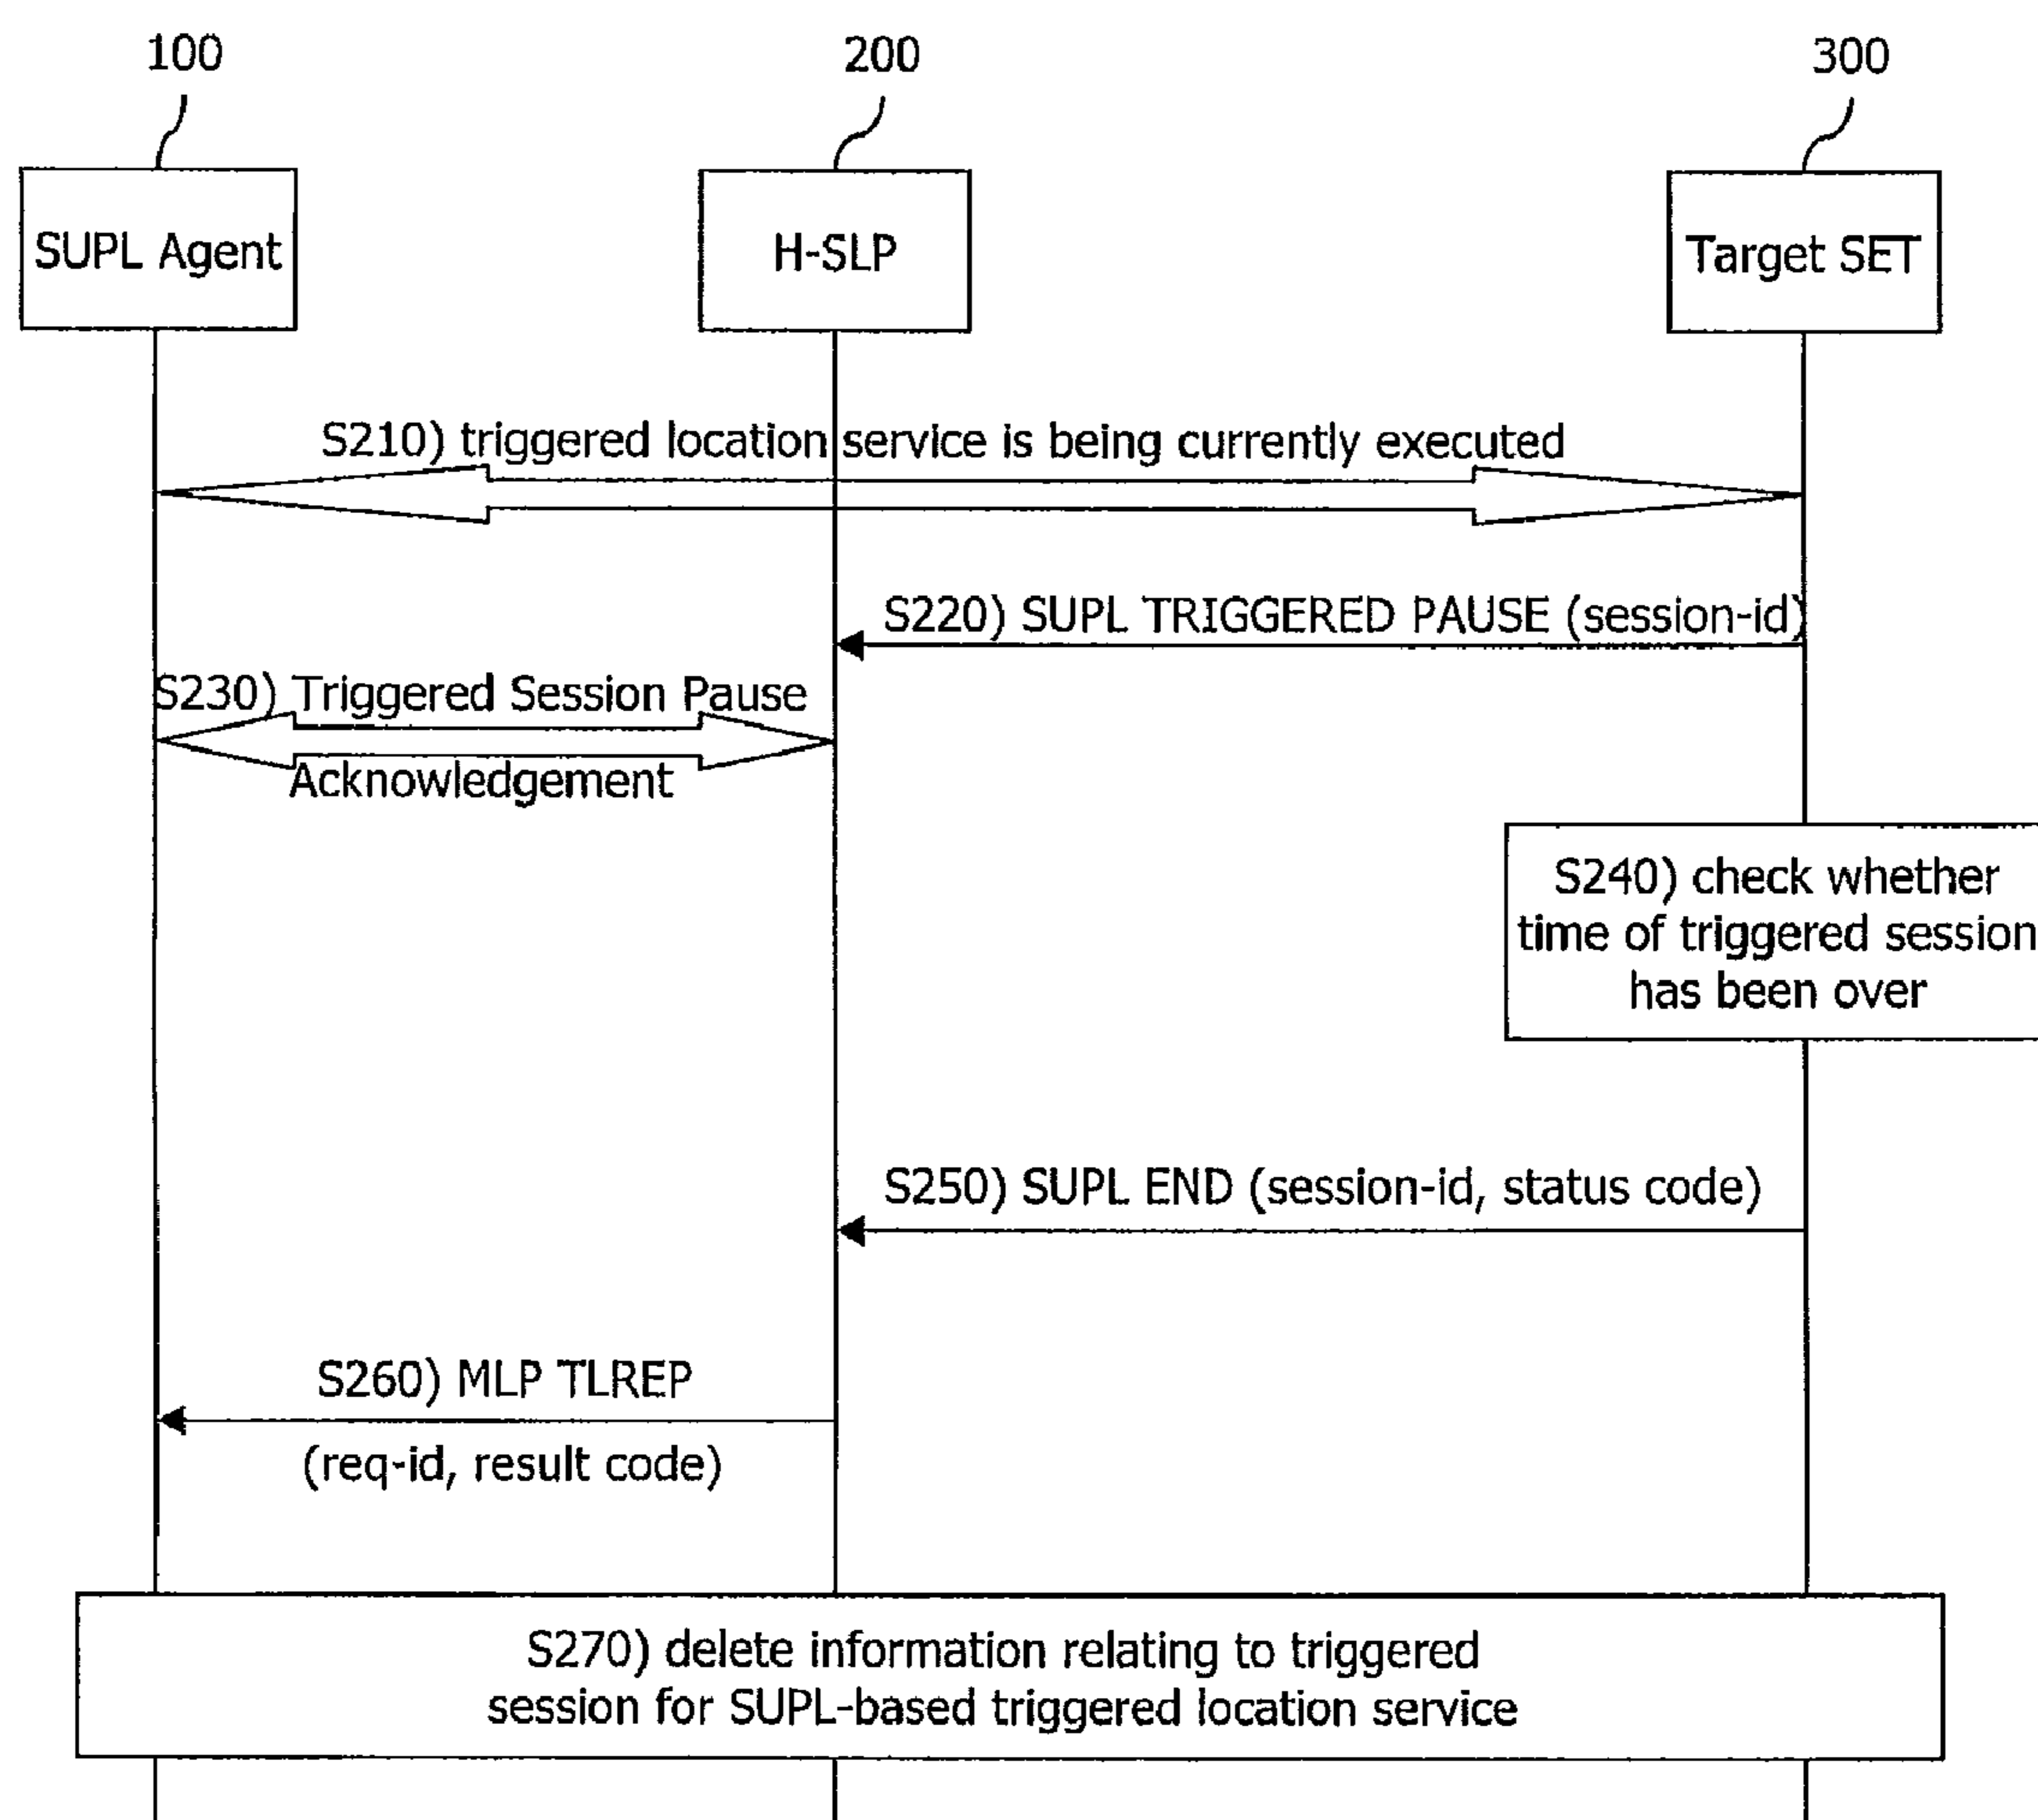 100
200
300
SUPL Agent
H-SLP
Target SET
S210) triggered location service is being currently executed
S220) SUPL TRIGGERED PAUSE (session-id)
S230) Triggered Session Pause
Acknowledgement
S240) check whether
time of triggered session
has been over
S250) SUPL END (session-id, status code)
S260) MLP TLREP
(req-id, result code)
S270) delete information relating to triggered
session for SUPL-based triggered location service